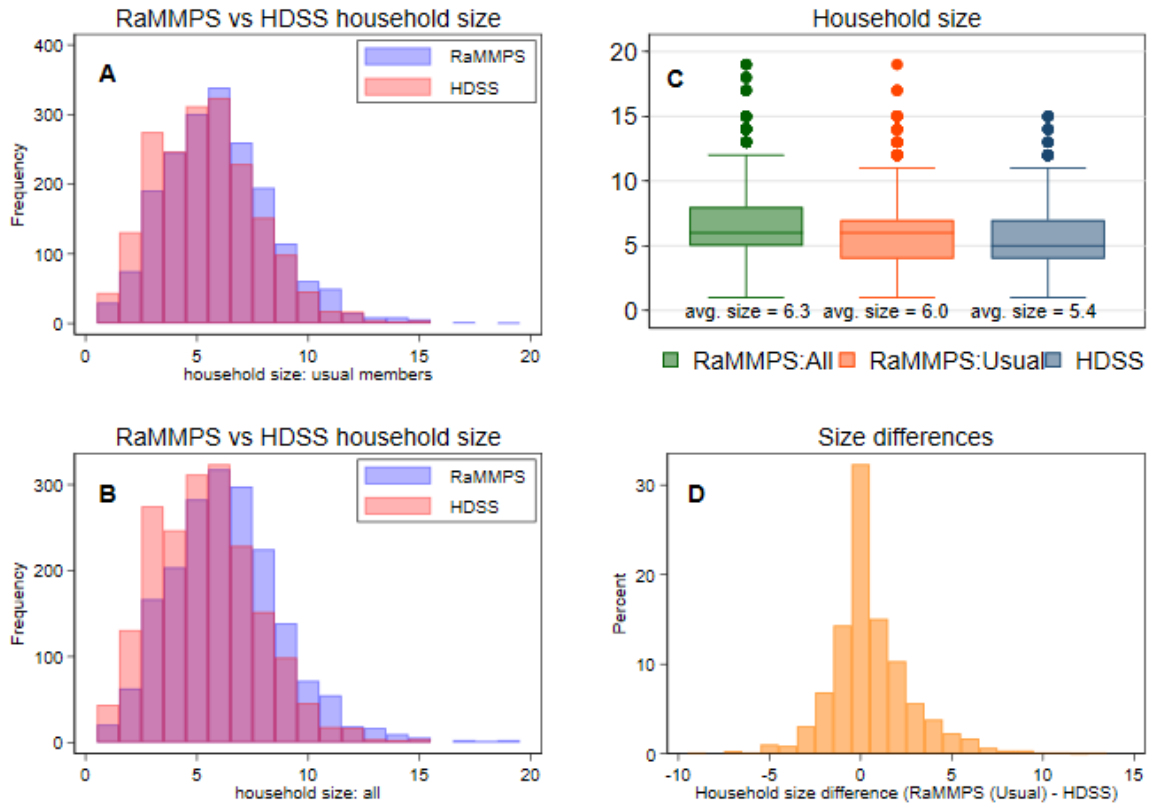 RaMMPS vs HDSS household size
A
RaMMPS
HDSS
400
300
200
100
0
Frequency
0 5 10 15 20
household size: usual members
Household size
C
20
15
10
5
0
avg. size = 6.3 avg. size = 6.0 avg. size = 5.4
RaMMPS:All RaMMPS:Usual HDSS
RaMMPS vs HDSS household size
B
RaMMPS
HDSS
300
200
100
0
Frequency
0 5 10 15 20
household size: all
Size differences
D
30
20
10
0
Percent
-10 -5 0 5 10 15
Household size difference (RaMMPS (Usual) - HDSS)